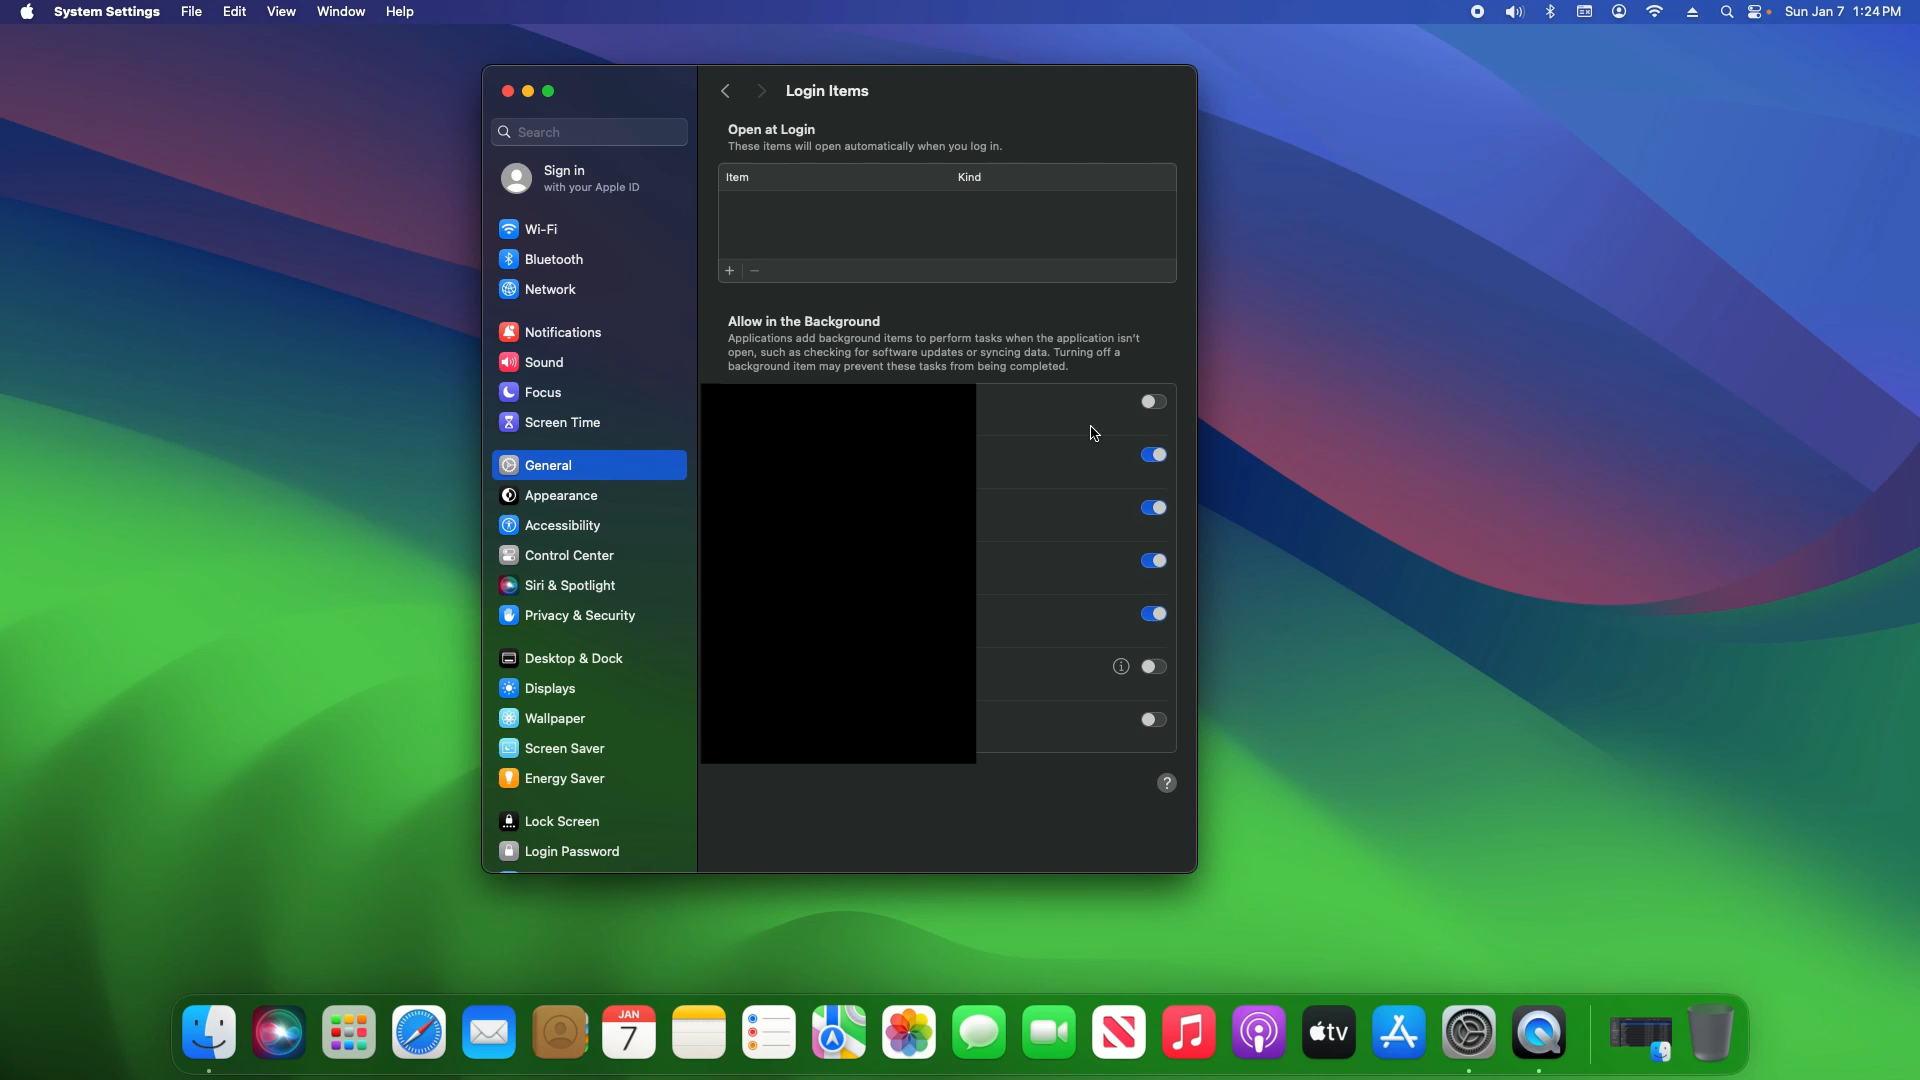 System Settings File Edit View Window Help
Sun Jan 7 1:24 PM
Login Items
Search
Sign in
with your Apple ID
Wi-Fi
Bluetooth
Network
Notifications
Sound
Focus
Screen Time
General
Appearance
Accessibility
Control Center
Siri & Spotlight
Privacy & Security
Desktop & Dock
Displays
Wallpaper
Screen Saver
Energy Saver
Lock Screen
Login Password
Open at Login
These items will open automatically when you log in.
Item Kind
+ −
Allow in the Background
Applications add background items to perform tasks when the application isn't
open, such as checking for software updates or syncing data. Turning off a
background item may prevent these tasks from being completed.
?
JAN
7
tv